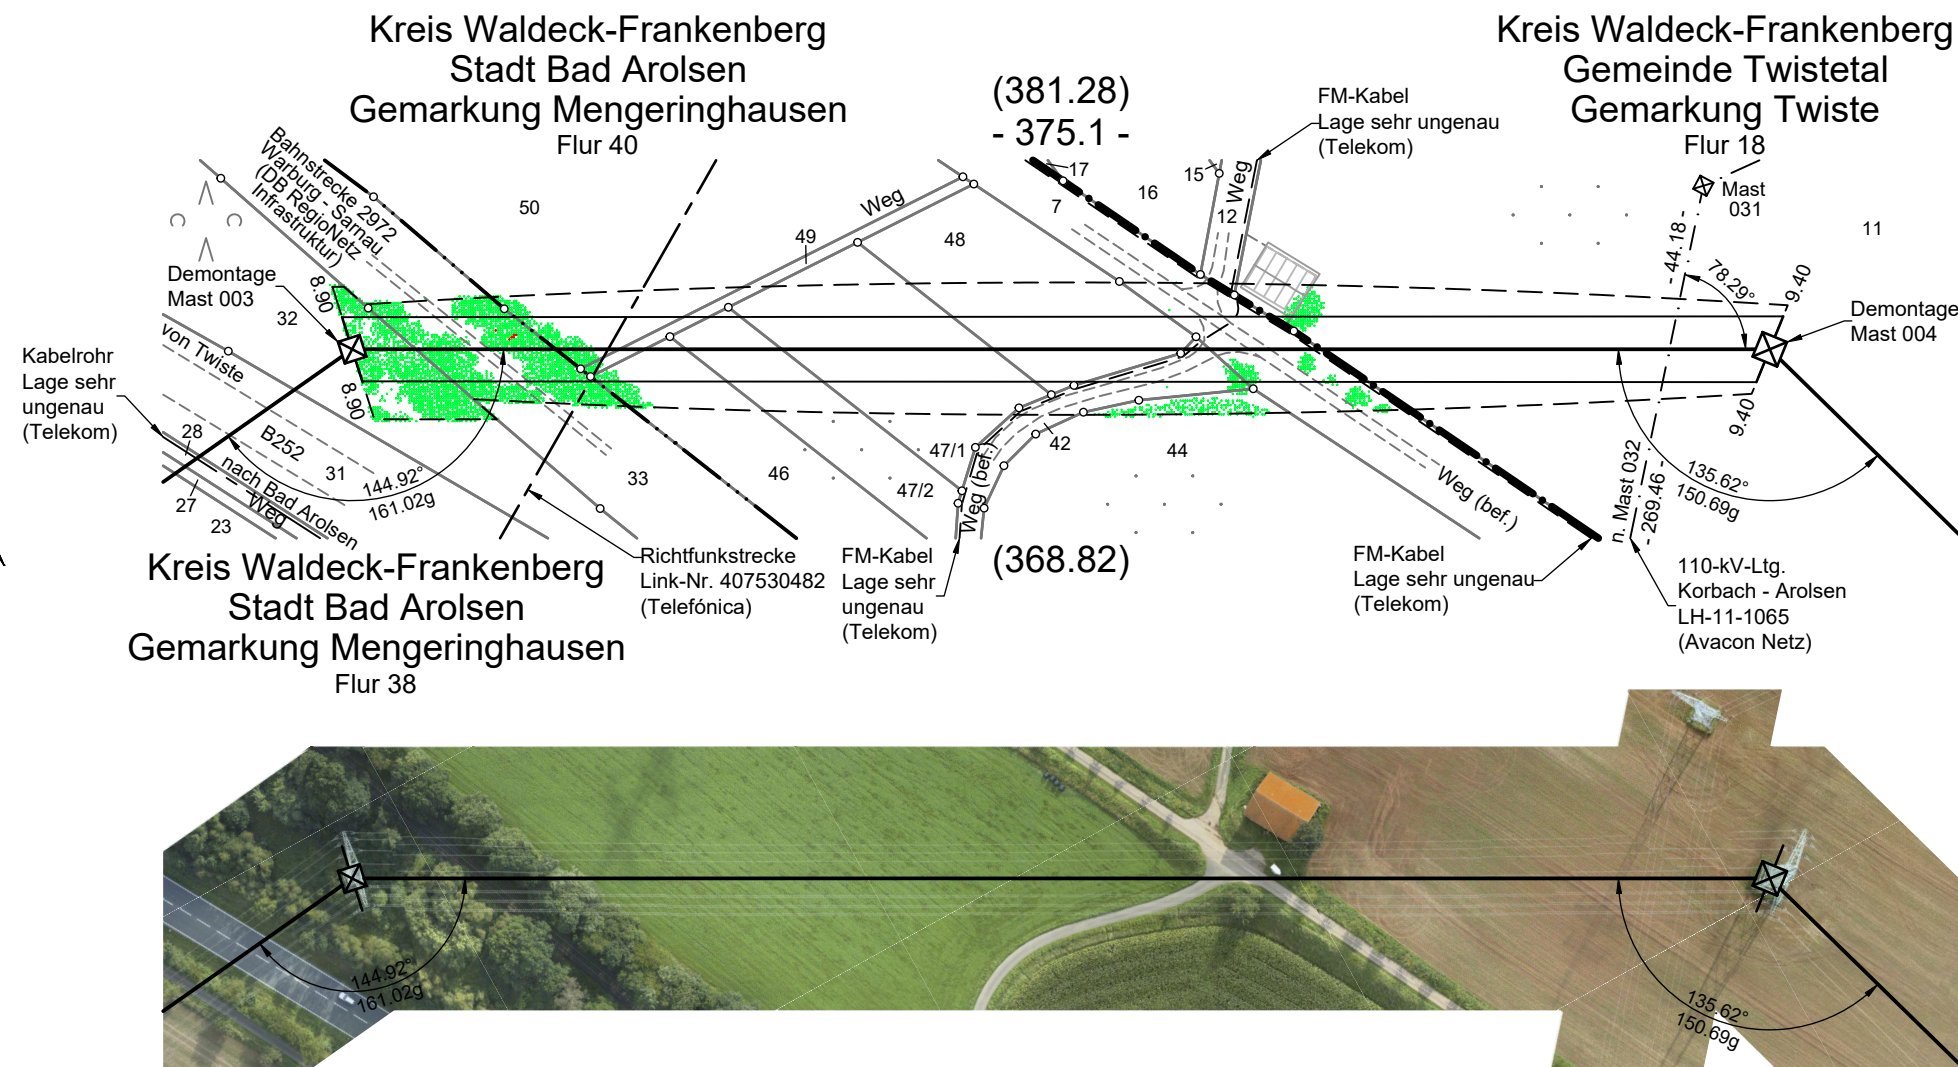 Kreis Waldeck-Frankenberg
Stadt Bad Arolsen
Gemarkung Mengeringhausen
Flur 40
(381.28)
- 375.1 -
FM-Kabel
Lage sehr ungenau
(Telekom)
Kreis Waldeck-Frankenberg
Gemeinde Twistetal
Gemarkung Twiste
Flur 18
Bahnstrecke 2972
Warburg - Sarnau
(DB RegioNetz
Infrastruktur)
50
49
Weg
48
7
17
16
15
12
Weg
Mast
031
11
- 44.18 -
78.29°
9.40
Demontage
Mast 003
8.90
32
Demontage
Mast 004
von Twiste
Kabelrohr
Lage sehr
ungenau
(Telekom)
8.90
9.40
28
B252
31
144.92°
161.02g
nach Bad Arolsen
Weg
27
23
33
46
47/1
47/2
Weg (bef.)
42
44
Weg (bef.)
n. Mast 032
- 269.46 -
135.62°
150.69g
Kreis Waldeck-Frankenberg
Stadt Bad Arolsen
Gemarkung Mengeringhausen
Flur 38
Richtfunkstrecke
Link-Nr. 407530482
(Telefónica)
FM-Kabel
Lage sehr
ungenau
(Telekom)
(368.82)
FM-Kabel
Lage sehr ungenau
(Telekom)
110-kV-Ltg.
Korbach - Arolsen
LH-11-1065
(Avacon Netz)
144.92°
161.02g
135.62°
150.69g